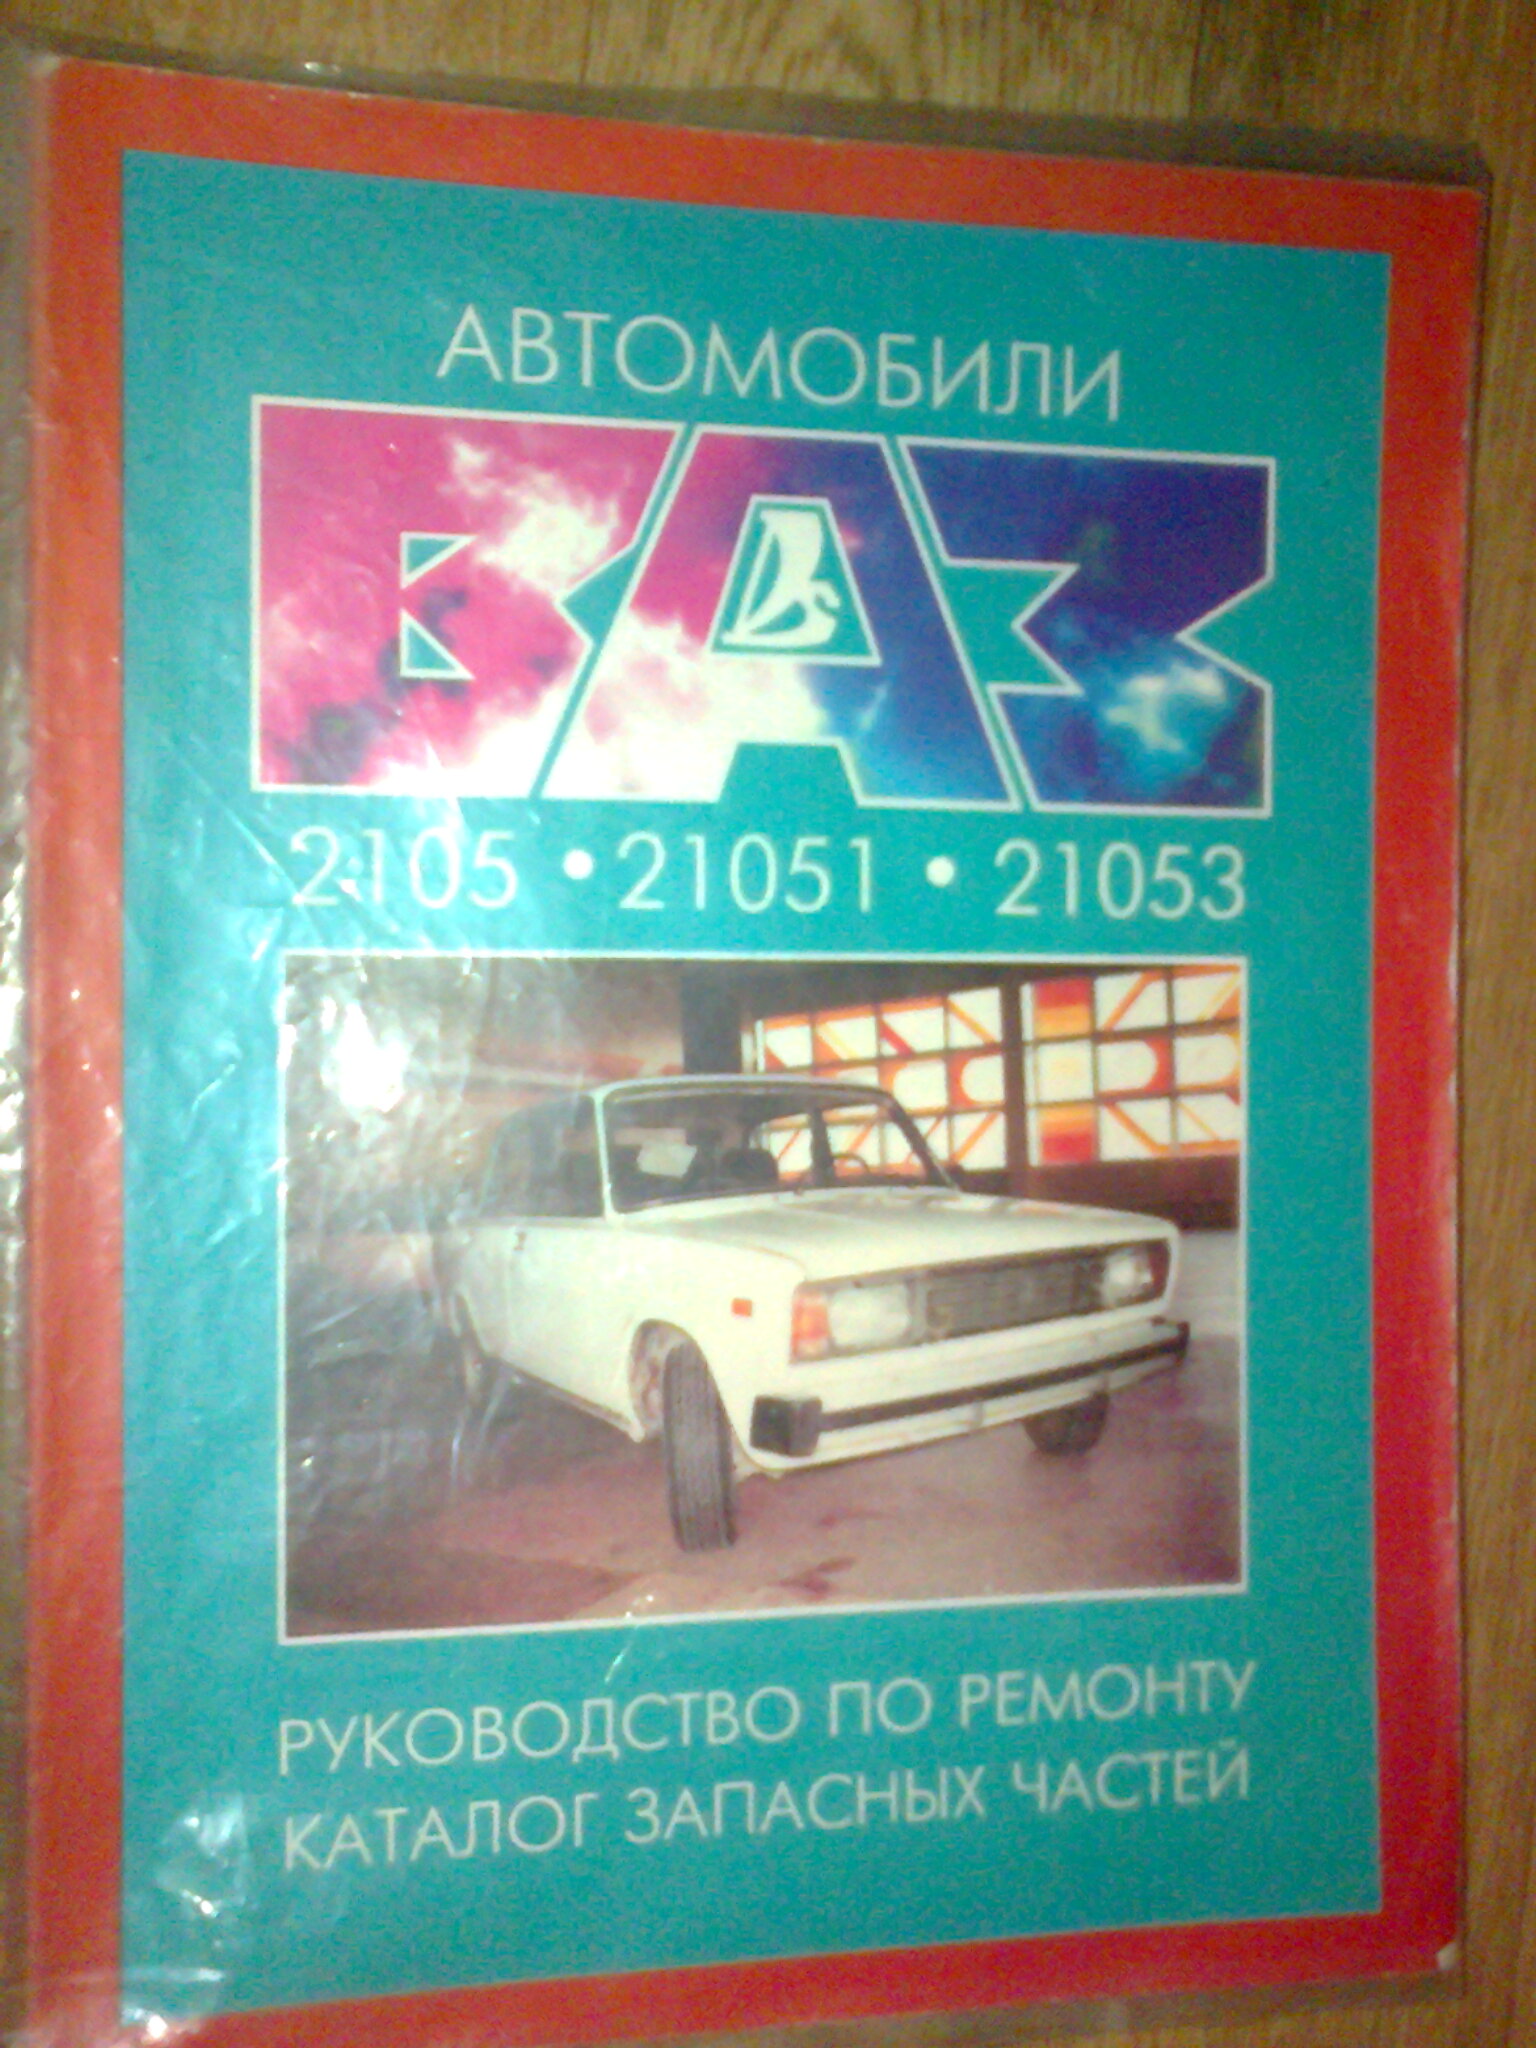 АВТОМОБИЛИ
ВАЗ
2105 • 21051 • 21053
РУКОВОДСТВО ПО РЕМОНТУ
КАТАЛОГ ЗАПАСНЫХ ЧАСТЕЙ